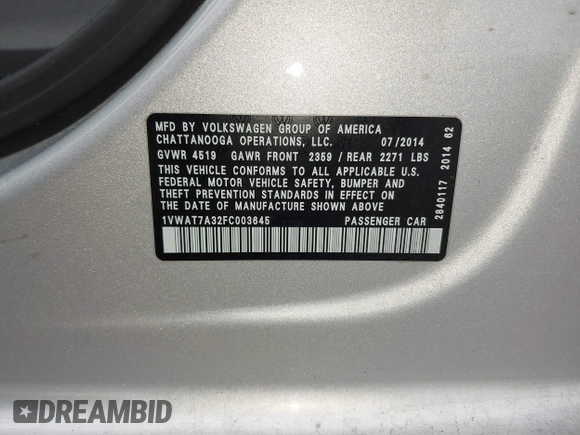 MFD BY VOLKSWAGEN GROUP OF AMERICA
CHATTANOOGA OPERATIONS, LLC. 07/2014
GVWR 4519 GAWR FRONT 2359 / REAR 2271 LBS
THIS VEHICLE CONFORMS TO ALL APPLICABLE U.S.
FEDERAL MOTOR VEHICLE SAFETY, BUMPER AND
THEFT PREVENTION STANDARDS IN EFFECT ON
THE DATE OF MANUFACTURE SHOWN ABOVE
1VWAT7A32FC003645 PASSENGER CAR
2840117 2014 62
DREAMBID